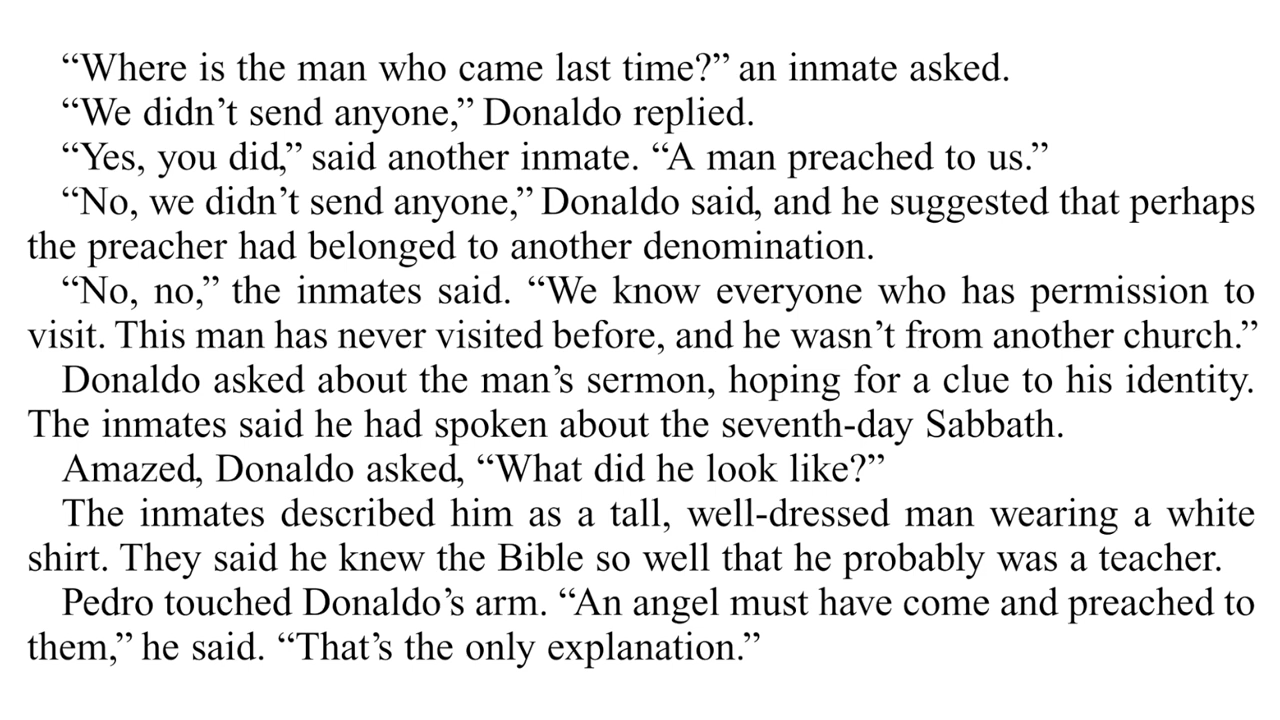 “Where is the man who came last time?” an inmate asked.
“We didn’t send anyone,” Donaldo replied.
“Yes, you did,” said another inmate. “A man preached to us.”
“No, we didn’t send anyone,” Donaldo said, and he suggested that perhaps
the preacher had belonged to another denomination.
“No, no,” the inmates said. “We know everyone who has permission to
visit. This man has never visited before, and he wasn’t from another church.”
Donaldo asked about the man’s sermon, hoping for a clue to his identity.
The inmates said he had spoken about the seventh-day Sabbath.
Amazed, Donaldo asked, “What did he look like?”
The inmates described him as a tall, well-dressed man wearing a white
shirt. They said he knew the Bible so well that he probably was a teacher.
Pedro touched Donaldo’s arm. “An angel must have come and preached to
them,” he said. “That’s the only explanation.”